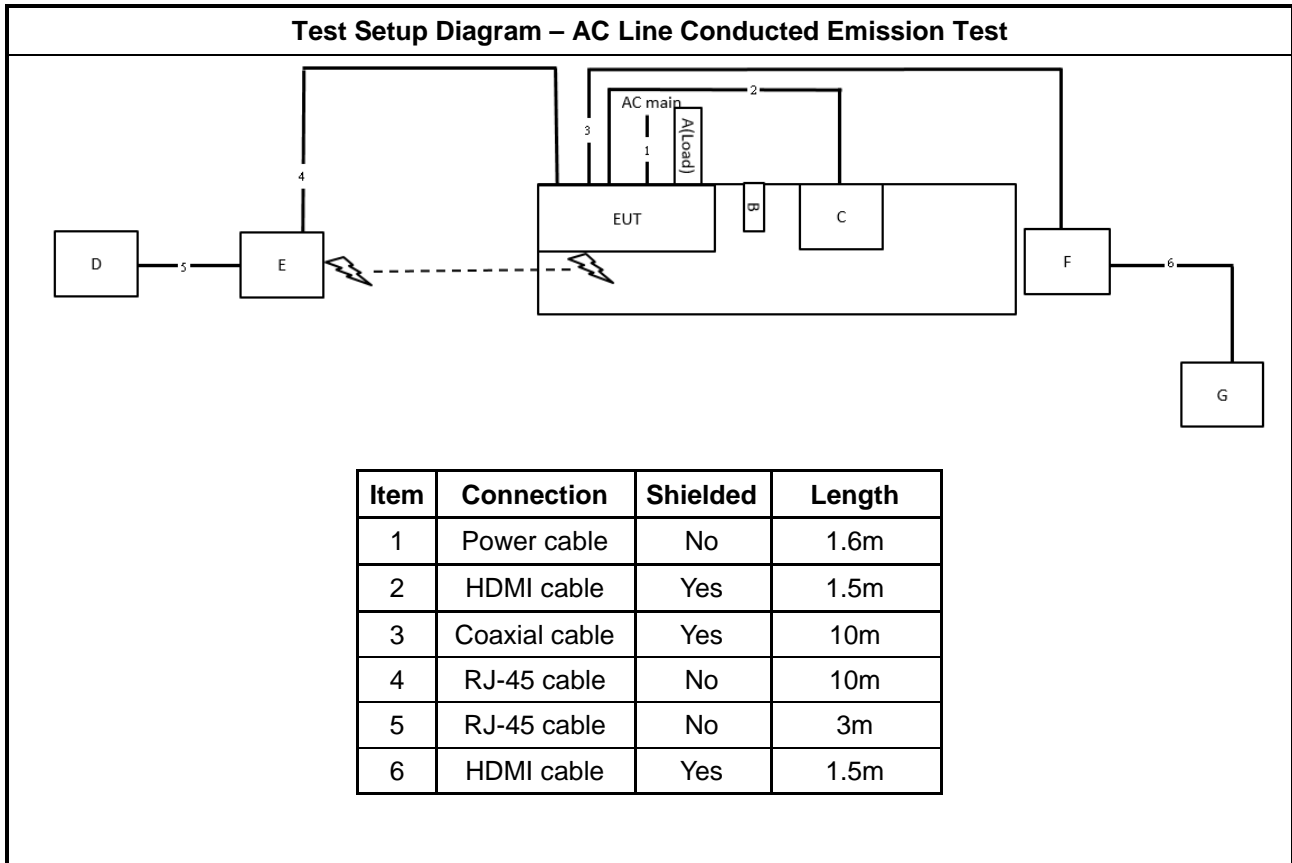 Test Setup Diagram – AC Line Conducted Emission Test
2
AC main
3
A(Load)
1
4
EUT
B
C
D
5
E
F
6
G
Item Connection Shielded Length
1 Power cable No 1.6m
2 HDMI cable Yes 1.5m
3 Coaxial cable Yes 10m
4 RJ-45 cable No 10m
5 RJ-45 cable No 3m
6 HDMI cable Yes 1.5m